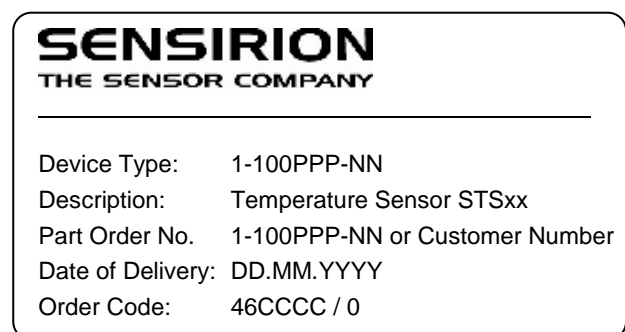 SENSIRION
THE SENSOR COMPANY
Device Type: 1-100PPP-NN
Description: Temperature Sensor STSxx
Part Order No. 1-100PPP-NN or Customer Number
Date of Delivery: DD.MM.YYYY
Order Code: 46CCCC / 0